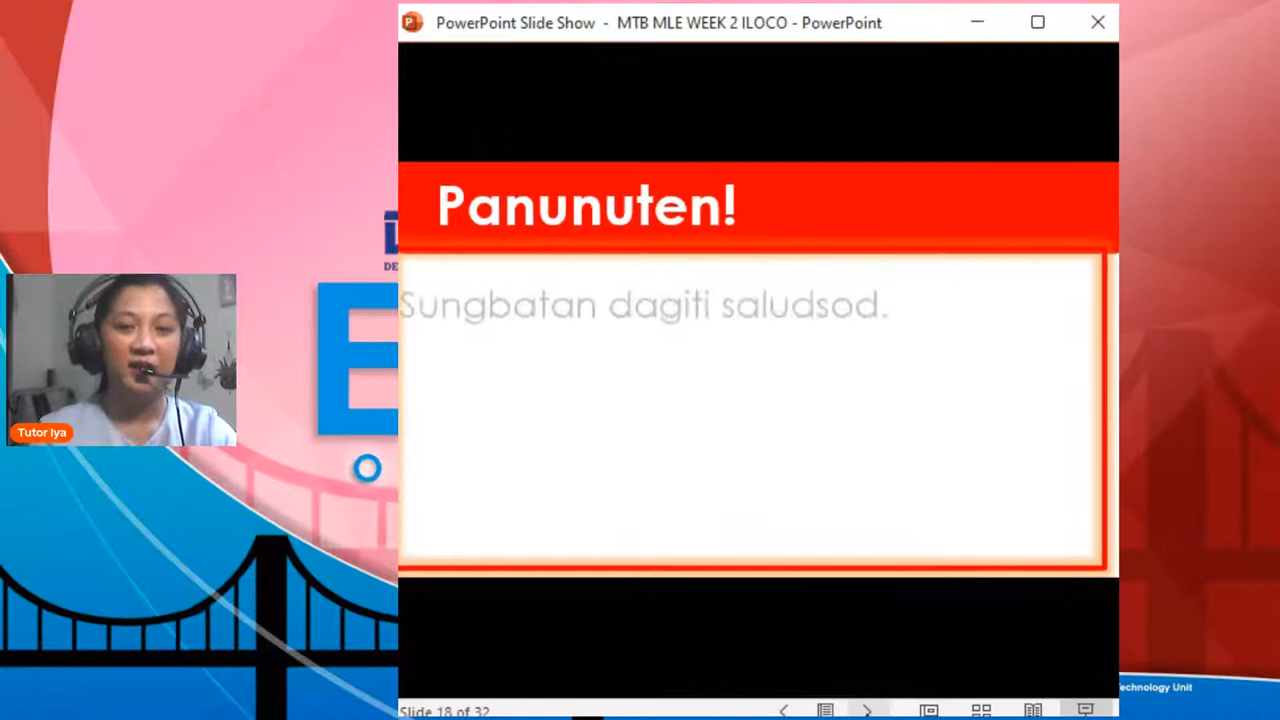 PowerPoint Slide Show - MTB MLE WEEK 2 ILOCO - PowerPoint
Panunuten!
Sungbatan dagiti saludsod.
DE
E
Tutor Iya
Technology Unit
Slide 18 of 32